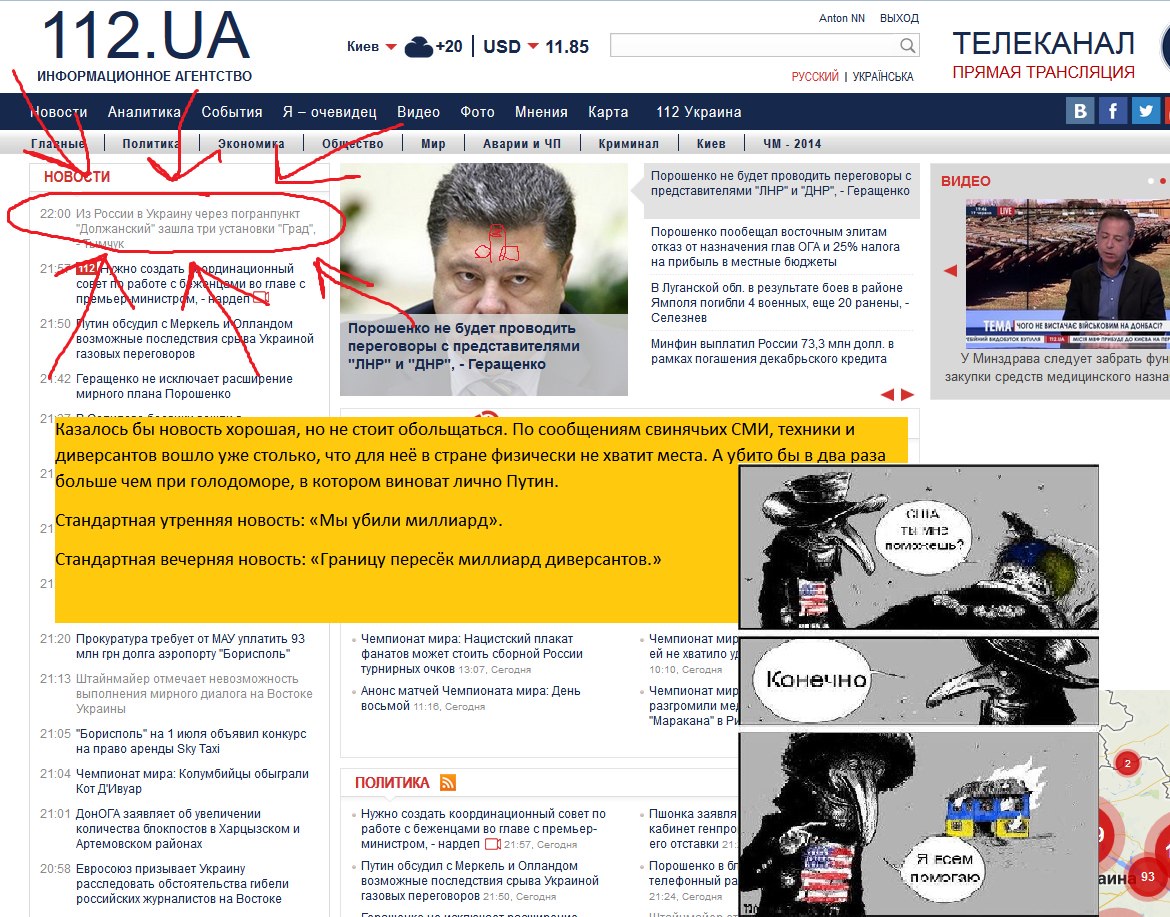 Anton NN ВЫХОД
112.UA
ИНФОРМАЦИОННОЕ АГЕНТСТВО
Киев +20 USD 11.85
РУССКИЙ | УКРАЇНСЬКА
ТЕЛЕКАНАЛ
ПРЯМАЯ ТРАНСЛЯЦИЯ
Новости Аналитика События Я – очевидец Видео Фото Мнения Карта 112 Украина
Главные Политика Экономика Общество Мир Аварии и ЧП Криминал Киев ЧМ - 2014
НОВОСТИ
22:00 Из России в Украину через погранпункт
"Должанский" зашла три установки "Град",
- Тымчук
21:57 112 Нужно создать координационный
совет по работе с беженцами во главе с
премьер-министром, - нардеп
21:50 Путин обсудил с Меркель и Олландом
возможные последствия срыва Украиной
газовых переговоров
21:42 Геращенко не исключает расширение
мирного плана Порошенко
Порошенко не будет проводить
переговоры с представителями
"ЛНР" и "ДНР", - Геращенко
Порошенко не будет проводить переговоры с
представителями "ЛНР" и "ДНР", - Геращенко
Порошенко пообещал восточным элитам
отказ от назначения глав ОГА и 25% налога
на прибыль в местные бюджеты
В Луганской обл. в результате боев в районе
Ямполя погибли 4 военных, еще 20 ранены, -
Селезнев
Минфин выплатил России 73,3 млн долл. в
рамках погашения декабрьского кредита
ВИДЕО
LIVE
ТЕМА ЧОГО НЕ ВИСТАЧАЄ ВІЙСЬКОВИМ НА ДОНБАСІ?
У Минздрава следует забрать фун
закупки средств медицинского назна
Казалось бы новость хорошая, но не стоит обольщаться. По сообщениям свинячьих СМИ, техники и
диверсантов вошло уже столько, что для неё в стране физически не хватит места. А убито бы в два раза
больше чем при голодоморе, в котором виноват лично Путин.
Стандартная утренняя новость: «Мы убили миллиард».
Стандартная вечерняя новость: «Границу пересёк миллиард диверсантов.»
США
ты мне
поможешь?
Конечно
Я всем
помогаю
21:20 Прокуратура требует от МАУ уплатить 93
млн грн долга аэропорту "Борисполь"
21:13 Штайнмайер отмечает невозможность
выполнения мирного диалога на Востоке
Украины
21:05 "Борисполь" на 1 июля объявил конкурс
на право аренды Sky Taxi
21:04 Чемпионат мира: Колумбийцы обыграли
Кот Д'Ивуар
21:01 ДонОГА заявляет об увеличении
количества блокпостов в Харцызском и
Артемовском районах
20:58 Евросоюз призывает Украину
расследовать обстоятельства гибели
российских журналистов на Востоке
Чемпионат мира: Нацистский плакат
фанатов может стоить сборной России
турнирных очков 13:07, Сегодня
Анонс матчей Чемпионата мира: День
восьмой 11:16, Сегодня
Чемпионат мир
ей не хватило уд
10:10, Сегодня
Чемпионат мир
разгромили мед
"Маракана" в Ри
ПОЛИТИКА
Нужно создать координационный совет по
работе с беженцами во главе с премьер-
министром, - нардеп 21:57, Сегодня
Путин обсудил с Меркель и Олландом
возможные последствия срыва Украиной
газовых переговоров 21:50, Сегодня
Геращенко не исключает расширение
Пшонка заявля
кабинет генпро
его отставки 21:
Порошенко в бл
телефонный ра
21:24, Сегодня
Штайнмайер отмечает
2
9
1
аина 93